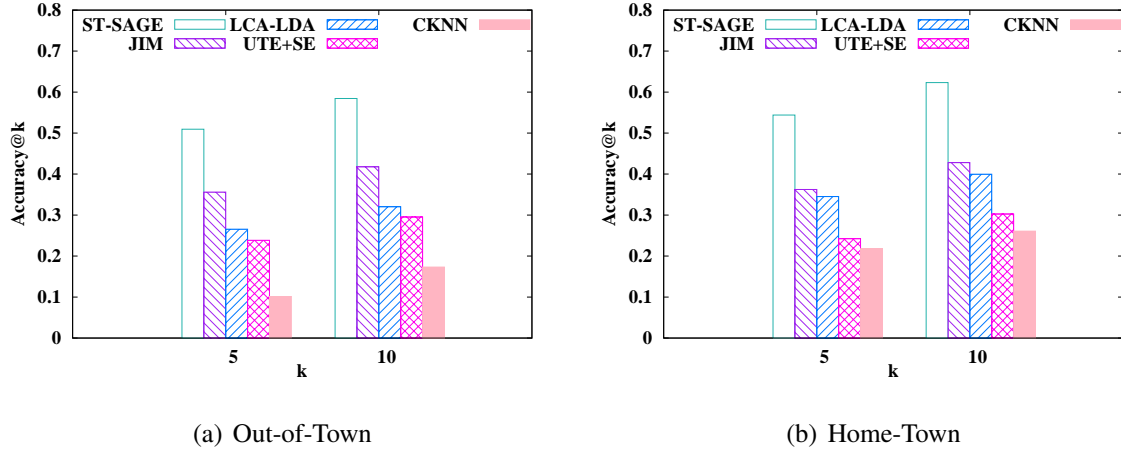 ST-SAGE LCA-LDA CKNN
JIM UTE+SE
0.8
0.7
0.6
0.5
0.4
0.3
0.2
0.1
0
Accuracy@k
5 10
k
(a) Out-of-Town
ST-SAGE LCA-LDA CKNN
JIM UTE+SE
0.8
0.7
0.6
0.5
0.4
0.3
0.2
0.1
0
Accuracy@k
5 10
k
(b) Home-Town